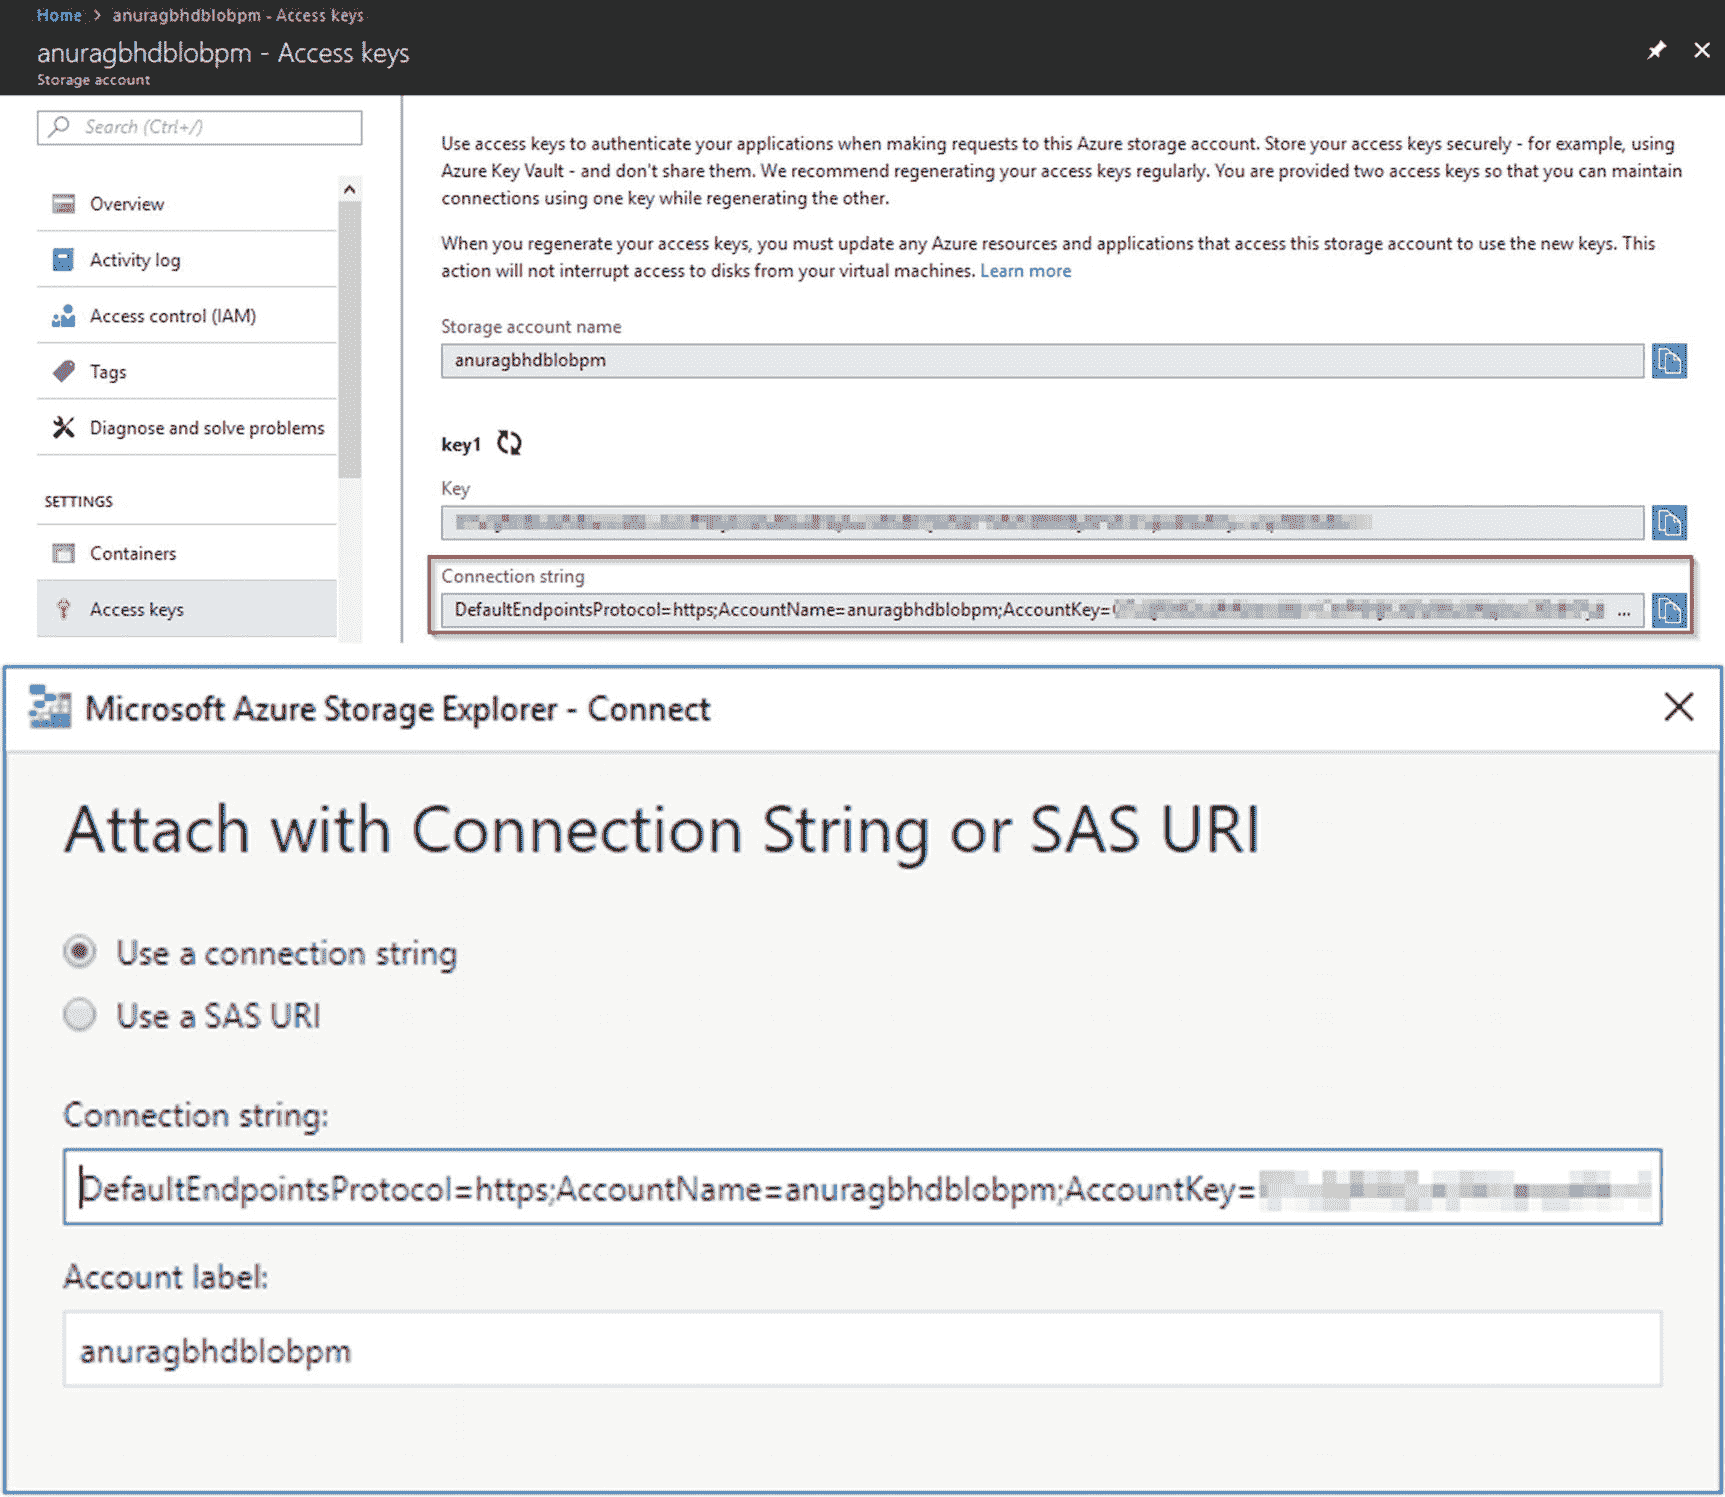 Home > anuragbhdblobpm - Access keys
anuragbhdblobpm - Access keys
Storage account
Search (Ctrl+/)
Overview
Activity log
Access control (IAM)
Tags
Diagnose and solve problems
SETTINGS
Containers
Access keys
Use access keys to authenticate your applications when making requests to this Azure storage account. Store your access keys securely - for example, using
Azure Key Vault - and don't share them. We recommend regenerating your access keys regularly. You are provided two access keys so that you can maintain
connections using one key while regenerating the other.
When you regenerate your access keys, you must update any Azure resources and applications that access this storage account to use the new keys. This
action will not interrupt access to disks from your virtual machines. Learn more
Storage account name
anuragbhdblobpm
key1
Key
Connection string
DefaultEndpointsProtocol=https;AccountName=anuragbhdblobpm;AccountKey= ...
Microsoft Azure Storage Explorer - Connect
Attach with Connection String or SAS URI
Use a connection string
Use a SAS URI
Connection string:
DefaultEndpointsProtocol=https;AccountName=anuragbhdblobpm;AccountKey=
Account label:
anuragbhdblobpm